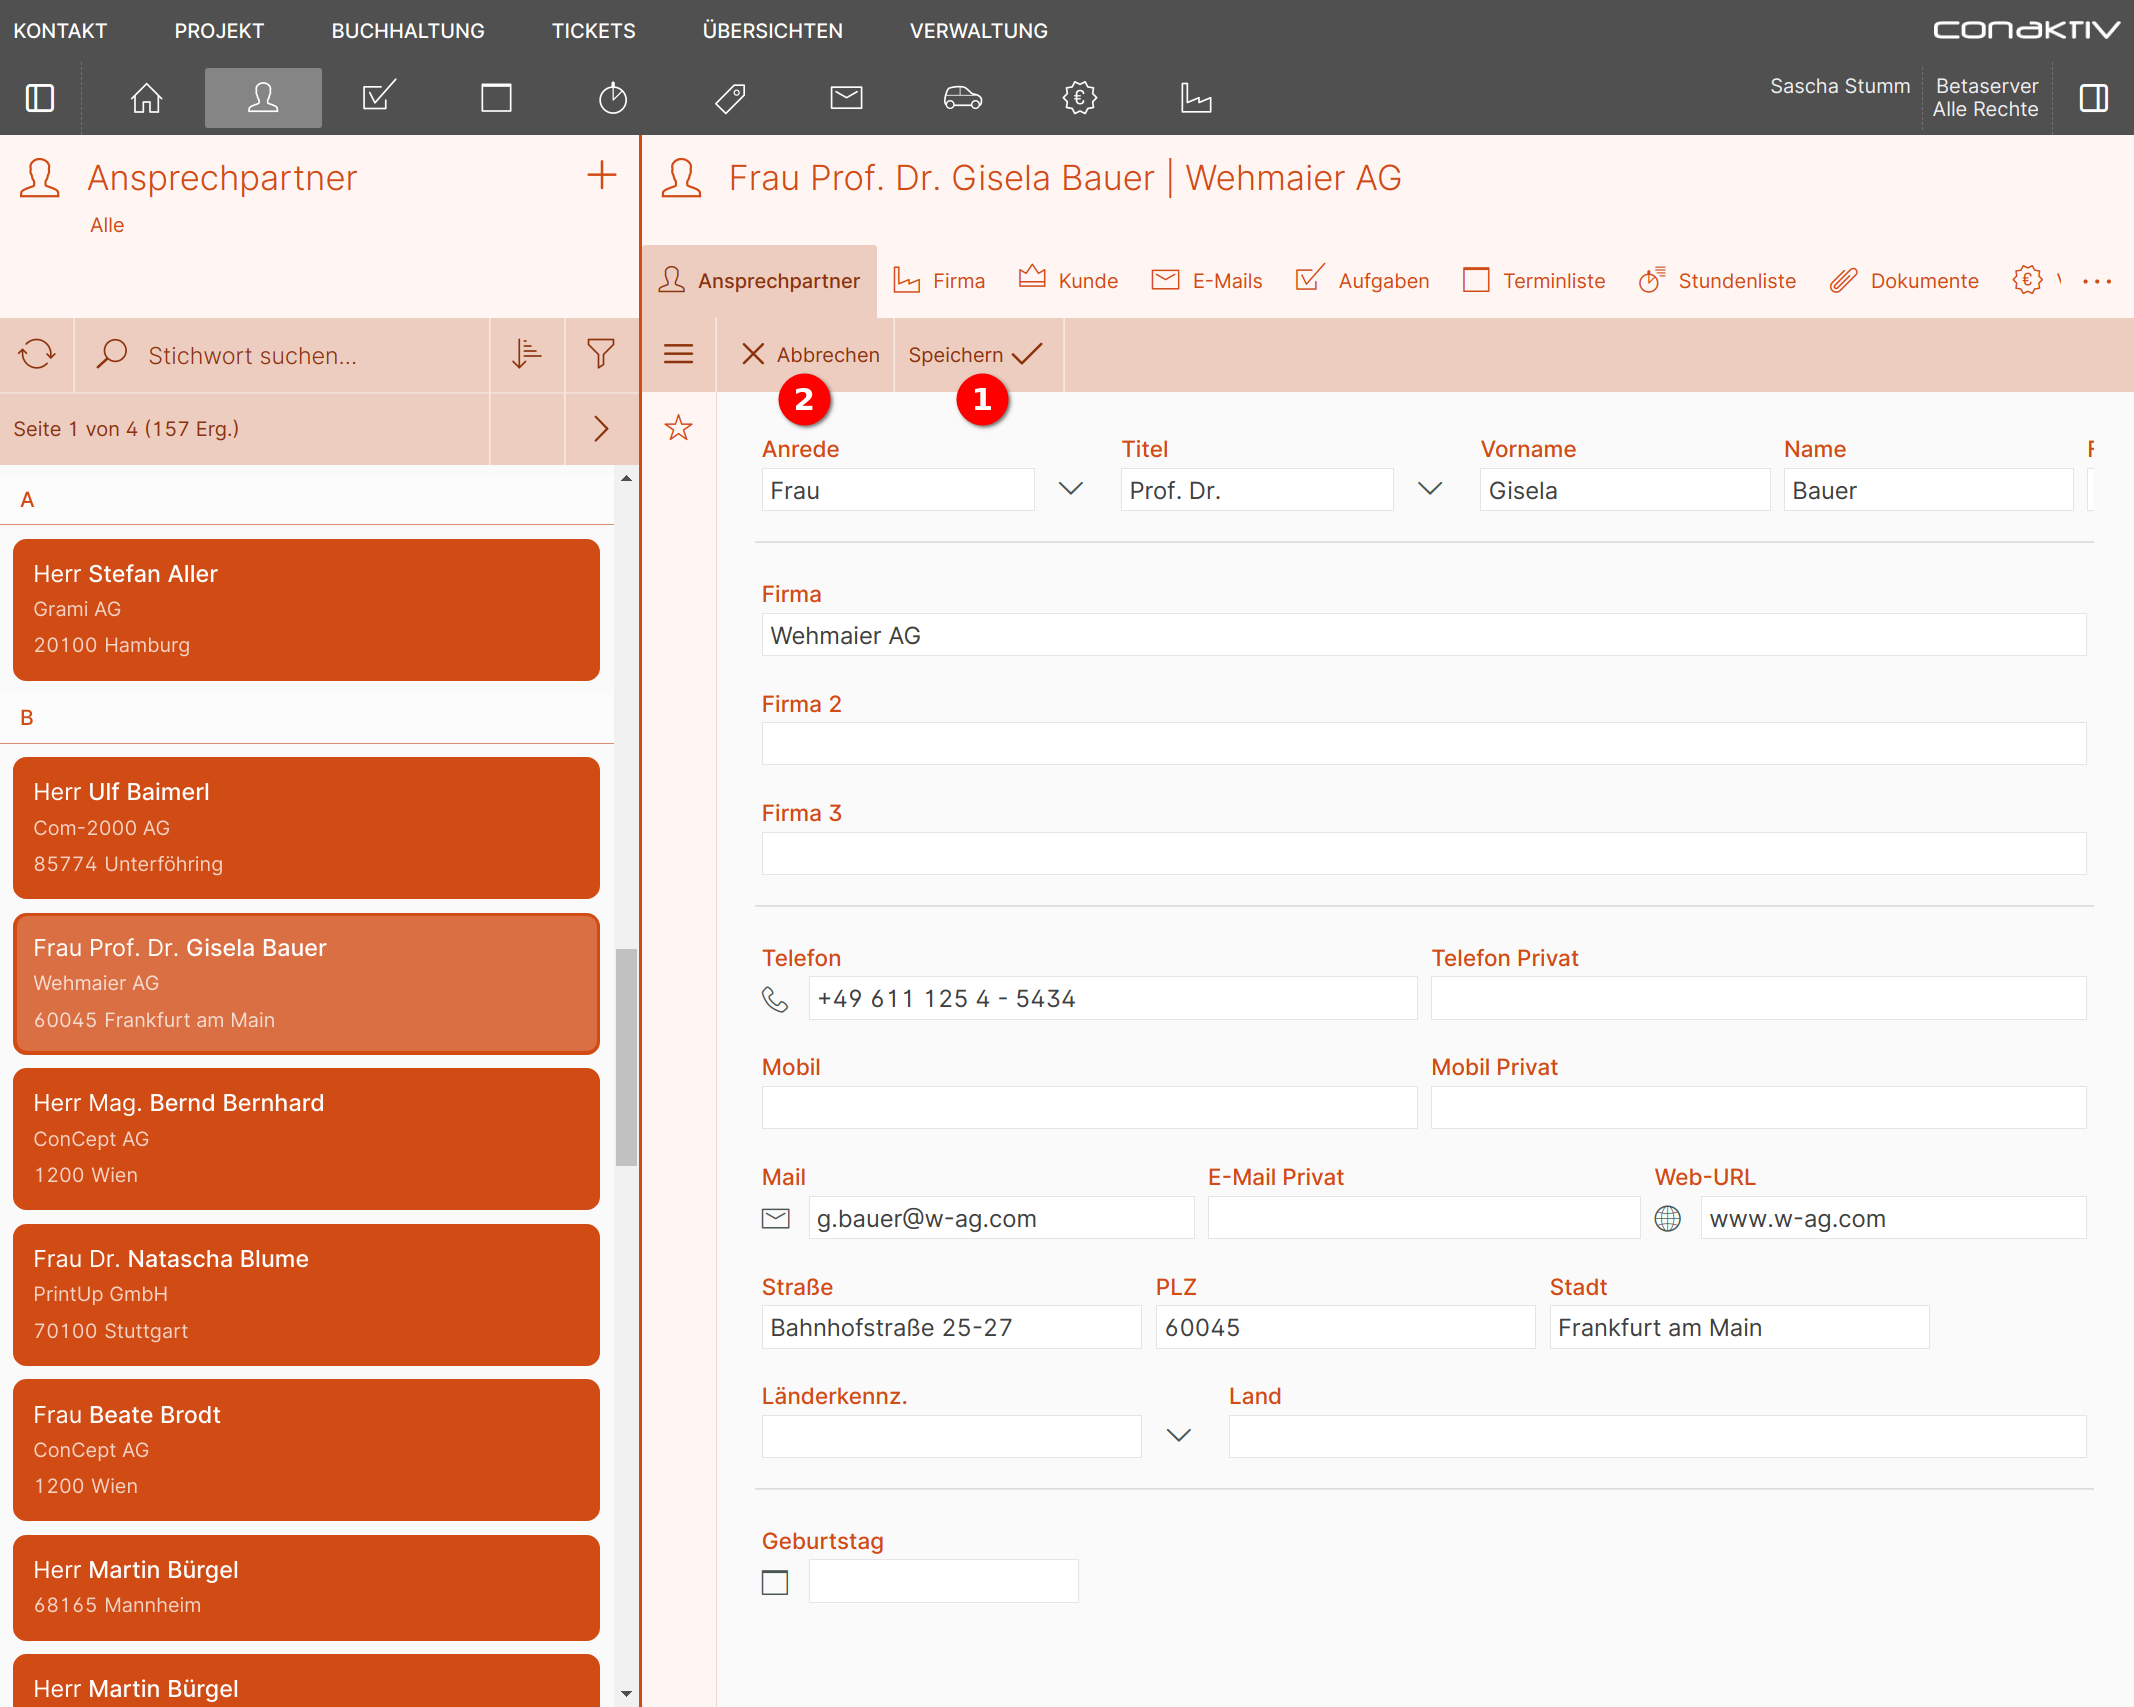 KONTAKT PROJEKT BUCHHALTUNG TICKETS ÜBERSICHTEN VERWALTUNG
conaktiv
Sascha Stumm
Betaserver
Alle Rechte
Ansprechpartner
Alle
Frau Prof. Dr. Gisela Bauer | Wehmaier AG
Ansprechpartner Firma Kunde E-Mails Aufgaben Terminliste Stundenliste Dokumente
Stichwort suchen...
Abbrechen Speichern
2 1
Seite 1 von 4 (157 Erg.)
A
Herr Stefan Aller
Grami AG
20100 Hamburg
B
Herr Ulf Baimerl
Com-2000 AG
85774 Unterföhring
Frau Prof. Dr. Gisela Bauer
Wehmaier AG
60045 Frankfurt am Main
Herr Mag. Bernd Bernhard
ConCept AG
1200 Wien
Frau Dr. Natascha Blume
PrintUp GmbH
70100 Stuttgart
Frau Beate Brodt
ConCept AG
1200 Wien
Herr Martin Bürgel
68165 Mannheim
Herr Martin Bürgel
Anrede Titel Vorname Name
Frau Prof. Dr. Gisela Bauer
Firma
Wehmaier AG
Firma 2
Firma 3
Telefon Telefon Privat
+49 611 125 4 - 5434
Mobil Mobil Privat
Mail E-Mail Privat Web-URL
g.bauer@w-ag.com www.w-ag.com
Straße PLZ Stadt
Bahnhofstraße 25-27 60045 Frankfurt am Main
Länderkennz. Land
Geburtstag